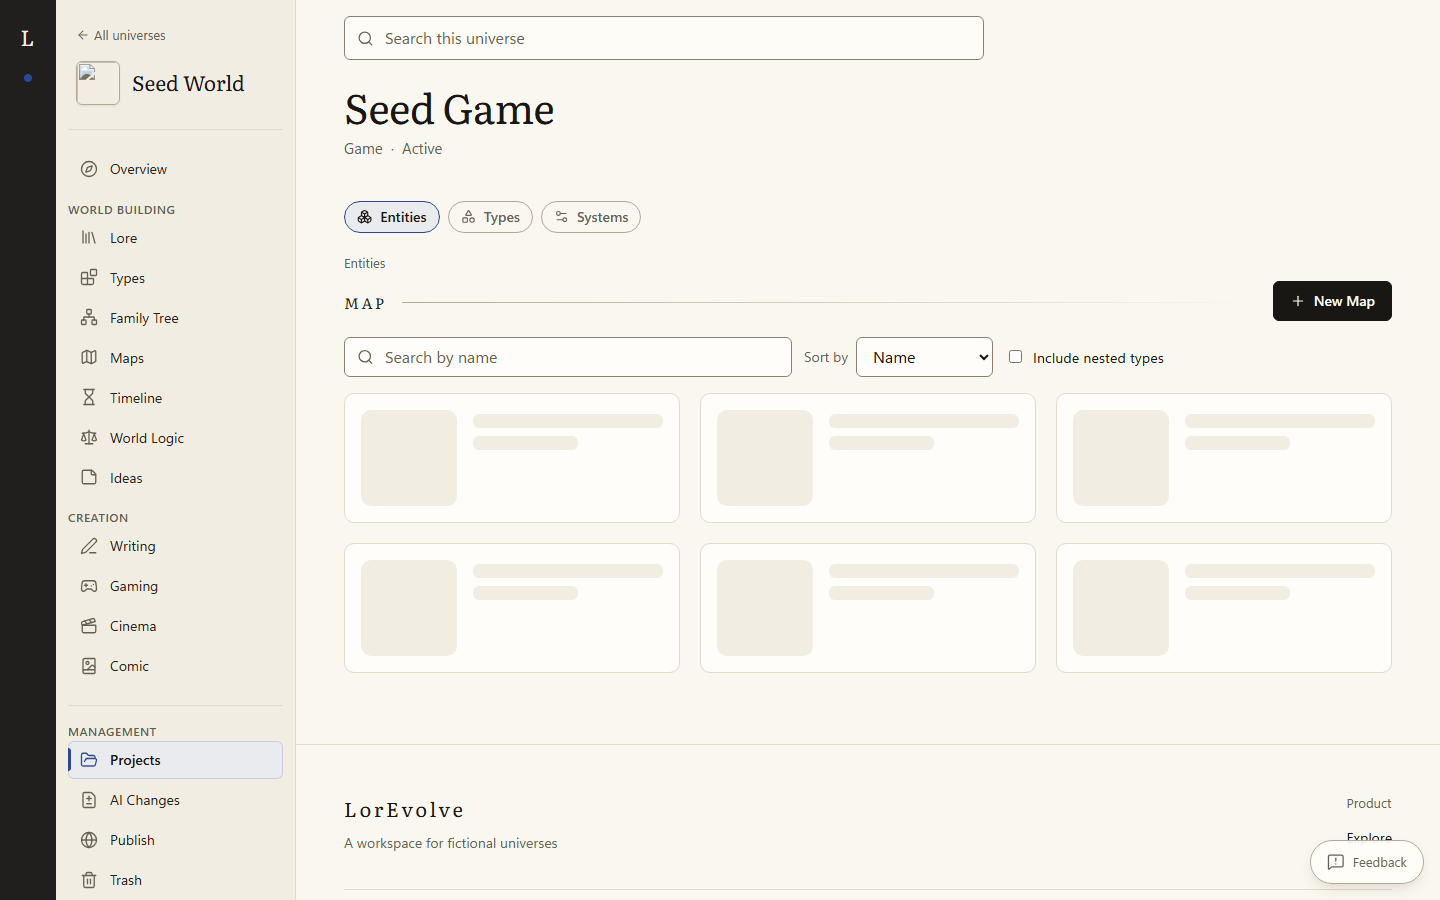 L
All universes
Seed World
Overview
WORLD BUILDING
Lore
Types
Family Tree
Maps
Timeline
World Logic
Ideas
CREATION
Writing
Gaming
Cinema
Comic
MANAGEMENT
Projects
AI Changes
Publish
Trash
Search this universe
Seed Game
Game · Active
Entities Types Systems
Entities
MAP
New Map
Search by name Sort by Name Include nested types
LorEvolve
A workspace for fictional universes
Product
Explore
Feedback